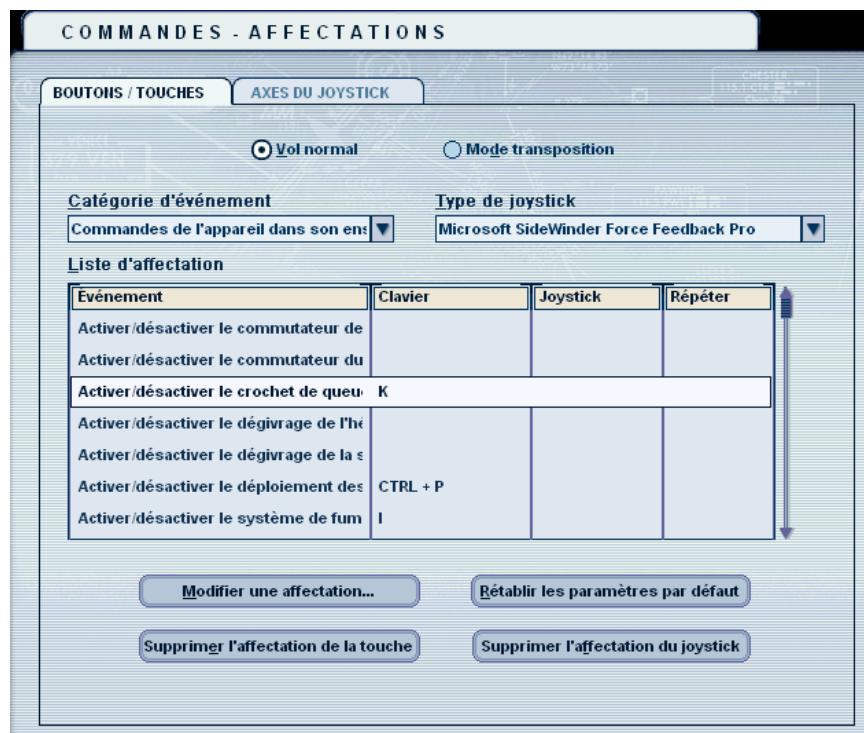 COMMANDES - AFFECTATIONS
BOUTONS / TOUCHES AXES DU JOYSTICK
Vol normal Mode transposition
Catégorie d'événement Type de joystick
Commandes de l'appareil dans son ens Microsoft SideWinder Force Feedback Pro
Liste d'affectation
Evénement Clavier Joystick Répéter
Activer/désactiver le commutateur de
Activer/désactiver le commutateur du
Activer/désactiver le crochet de queu K
Activer/désactiver le dégivrage de l'hé
Activer/désactiver le dégivrage de la s
Activer/désactiver le déploiement des CTRL + P
Activer/désactiver le système de fum I
Modifier une affectation... Rétablir les paramètres par défaut
Supprimer l'affectation de la touche Supprimer l'affectation du joystick